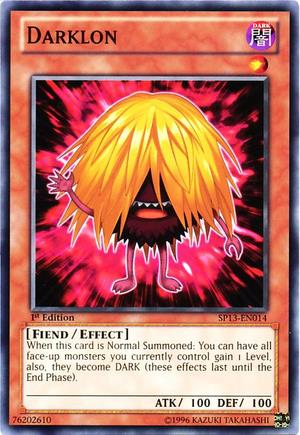 DARKLON
DARK
闇
1st Edition
SP13-EN014
[FIEND / EFFECT]
When this card is Normal Summoned: You can have all
face-up monsters you currently control gain 1 Level,
also, they become DARK (these effects last until the
End Phase).
ATK/ 100 DEF/ 100
76202610
©1996 KAZUKI TAKAHASHI